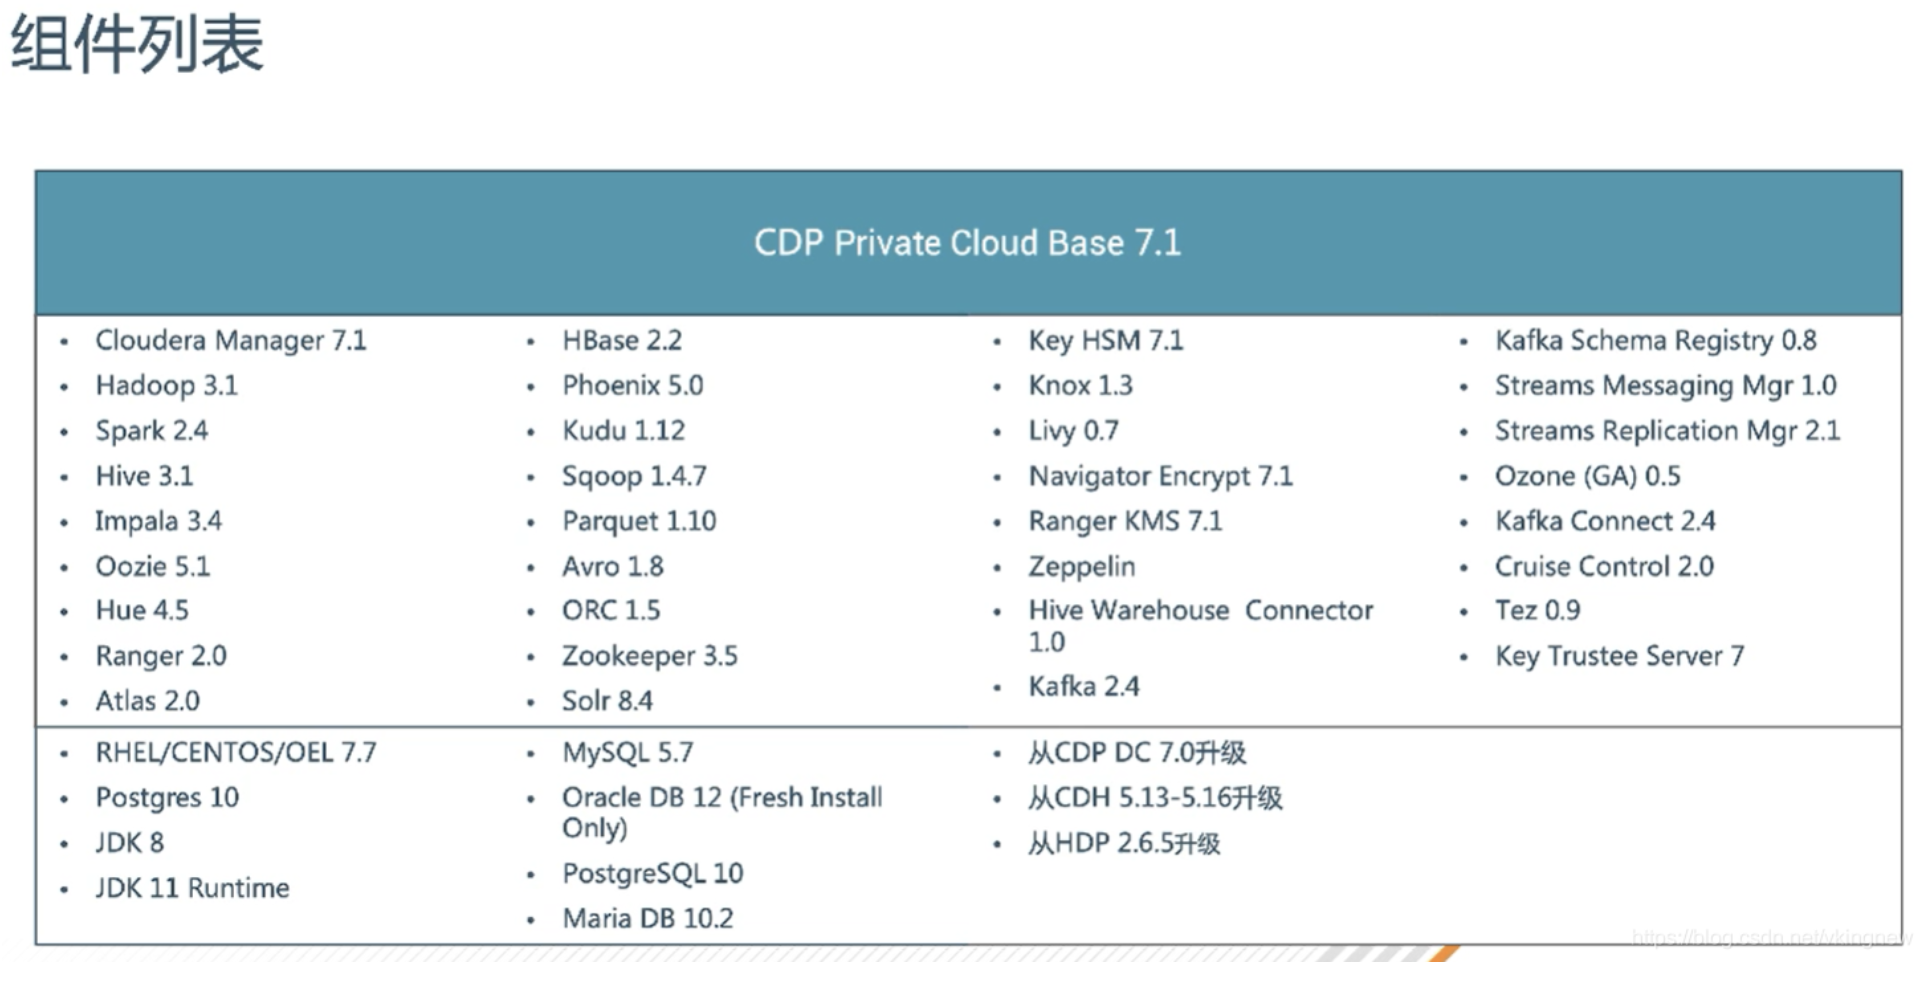 组件列表
CDP Private Cloud Base 7.1
• Cloudera Manager 7.1
• Hadoop 3.1
• Spark 2.4
• Hive 3.1
• Impala 3.4
• Oozie 5.1
• Hue 4.5
• Ranger 2.0
• Atlas 2.0
• HBase 2.2
• Phoenix 5.0
• Kudu 1.12
• Sqoop 1.4.7
• Parquet 1.10
• Avro 1.8
• ORC 1.5
• Zookeeper 3.5
• Solr 8.4
• Key HSM 7.1
• Knox 1.3
• Livy 0.7
• Navigator Encrypt 7.1
• Ranger KMS 7.1
• Zeppelin
• Hive Warehouse Connector
1.0
• Kafka 2.4
• Kafka Schema Registry 0.8
• Streams Messaging Mgr 1.0
• Streams Replication Mgr 2.1
• Ozone (GA) 0.5
• Kafka Connect 2.4
• Cruise Control 2.0
• Tez 0.9
• Key Trustee Server 7
• RHEL/CENTOS/OEL 7.7
• Postgres 10
• JDK 8
• JDK 11 Runtime
• MySQL 5.7
• Oracle DB 12 (Fresh Install
Only)
• PostgreSQL 10
• Maria DB 10.2
• 从CDP DC 7.0升级
• 从CDH 5.13-5.16升级
• 从HDP 2.6.5升级
https://blog.csdn.net/vkingnew